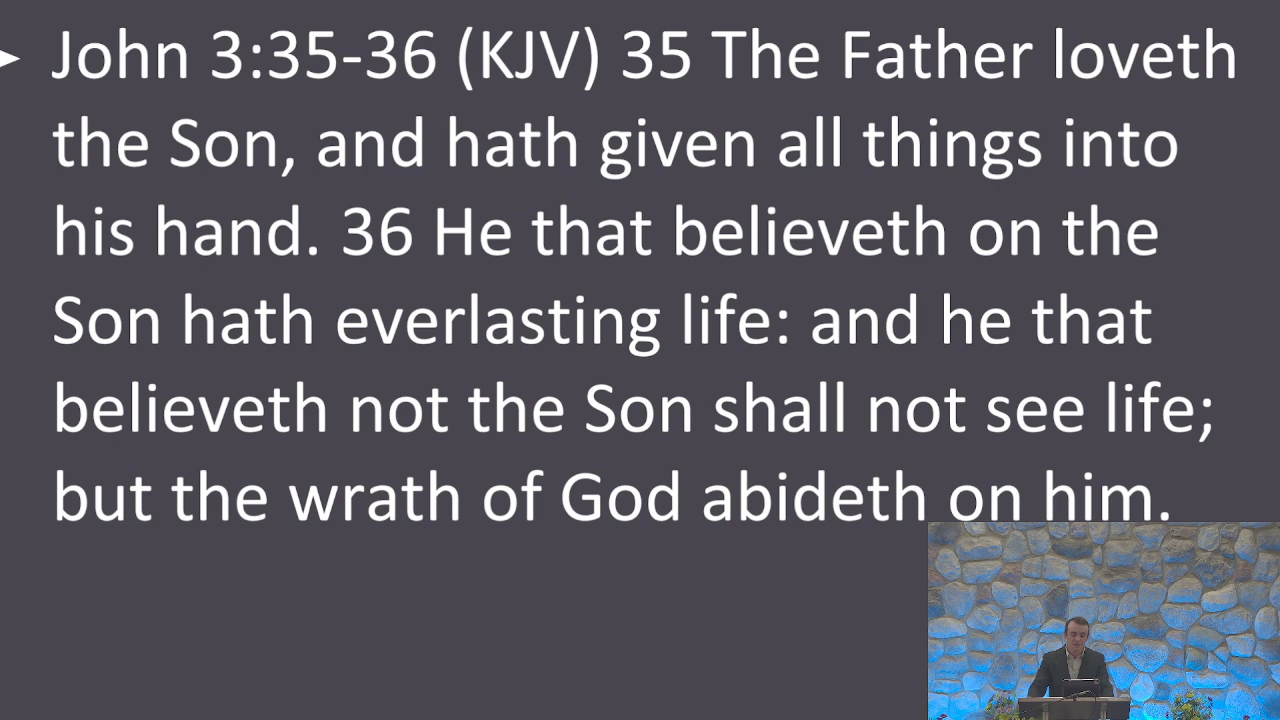 John 3:35-36 (KJV) 35 The Father loveth
the Son, and hath given all things into
his hand. 36 He that believeth on the
Son hath everlasting life: and he that
believeth not the Son shall not see life;
but the wrath of God abideth on him.